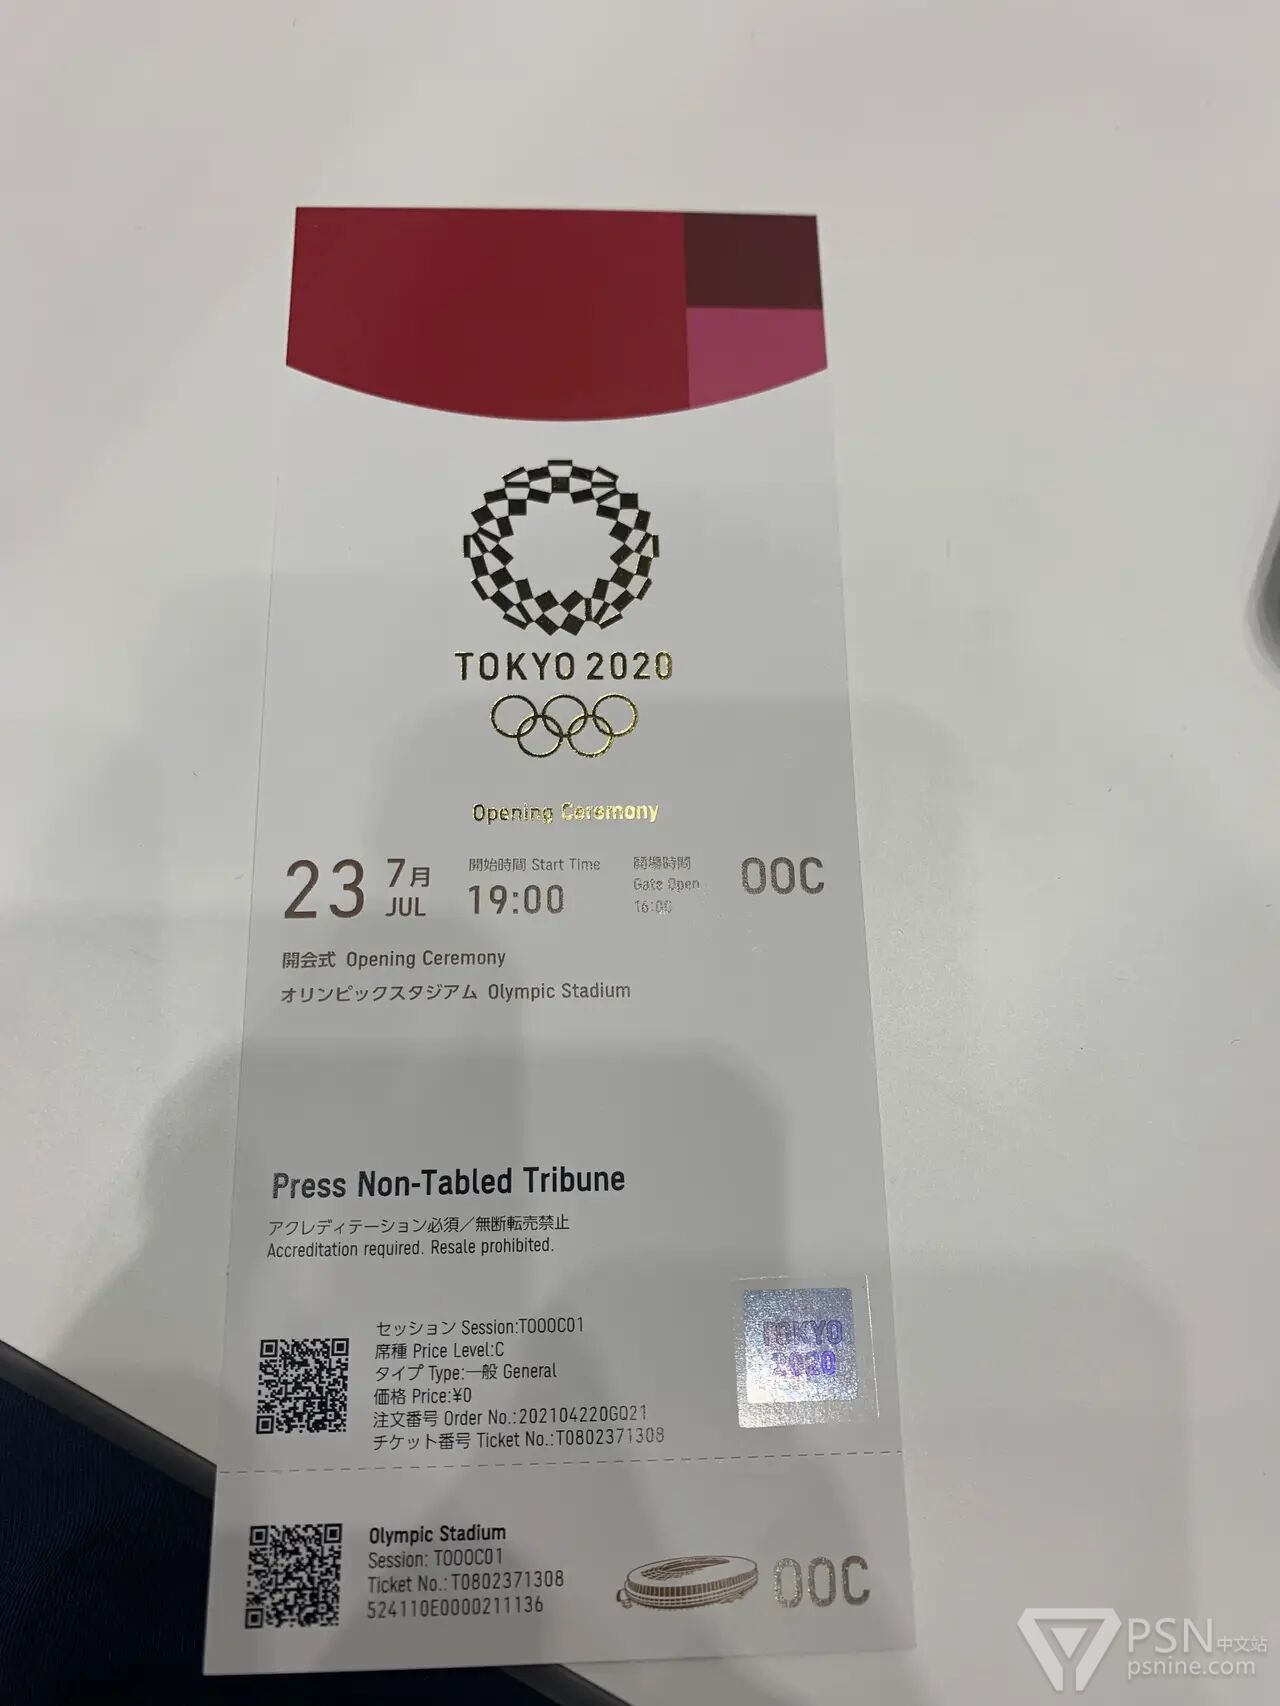 TOKYO 2020
Opening Ceremony
23 7月 JUL
開始時間 Start Time
19:00
開場時間
Gate Open
16:00
OOC
開会式 Opening Ceremony
オリンピックスタジアム Olympic Stadium
Press Non-Tabled Tribune
アクレディテーション必須／無断転売禁止
Accreditation required. Resale prohibited.
セッション Session:TOOOC01
席種 Price Level:C
タイプ Type:一般 General
価格 Price:¥0
注文番号 Order No.:202104220GQ21
チケット番号 Ticket No.:T0802371308
TOKYO
2020
Olympic Stadium
Session: TOOOC01
Ticket No.:T0802371308
524110E0000211136
OOC
PSN中文站
psnine.com